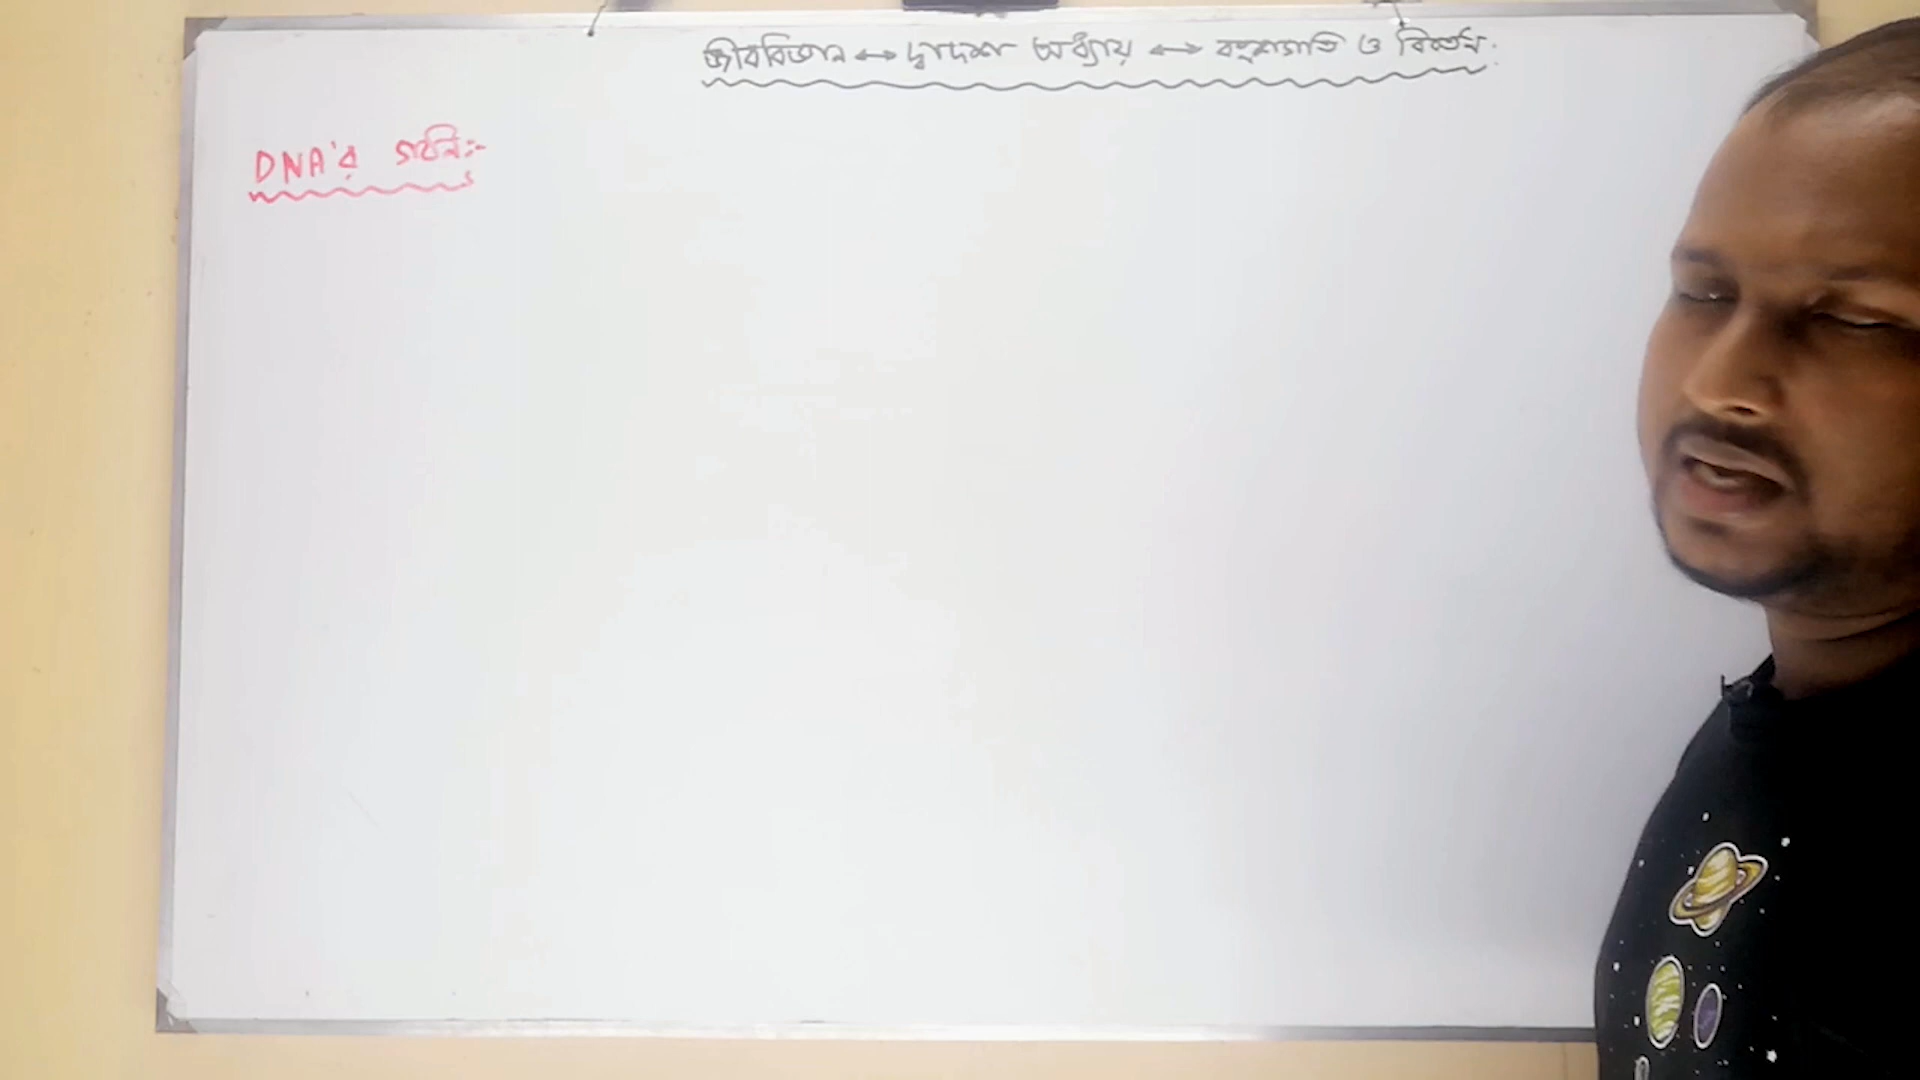 জীববিজ্ঞান ↔ দ্বাদশ অধ্যায় ↔ বংশগতি ও বিবর্তন:
DNA'র গঠন:-